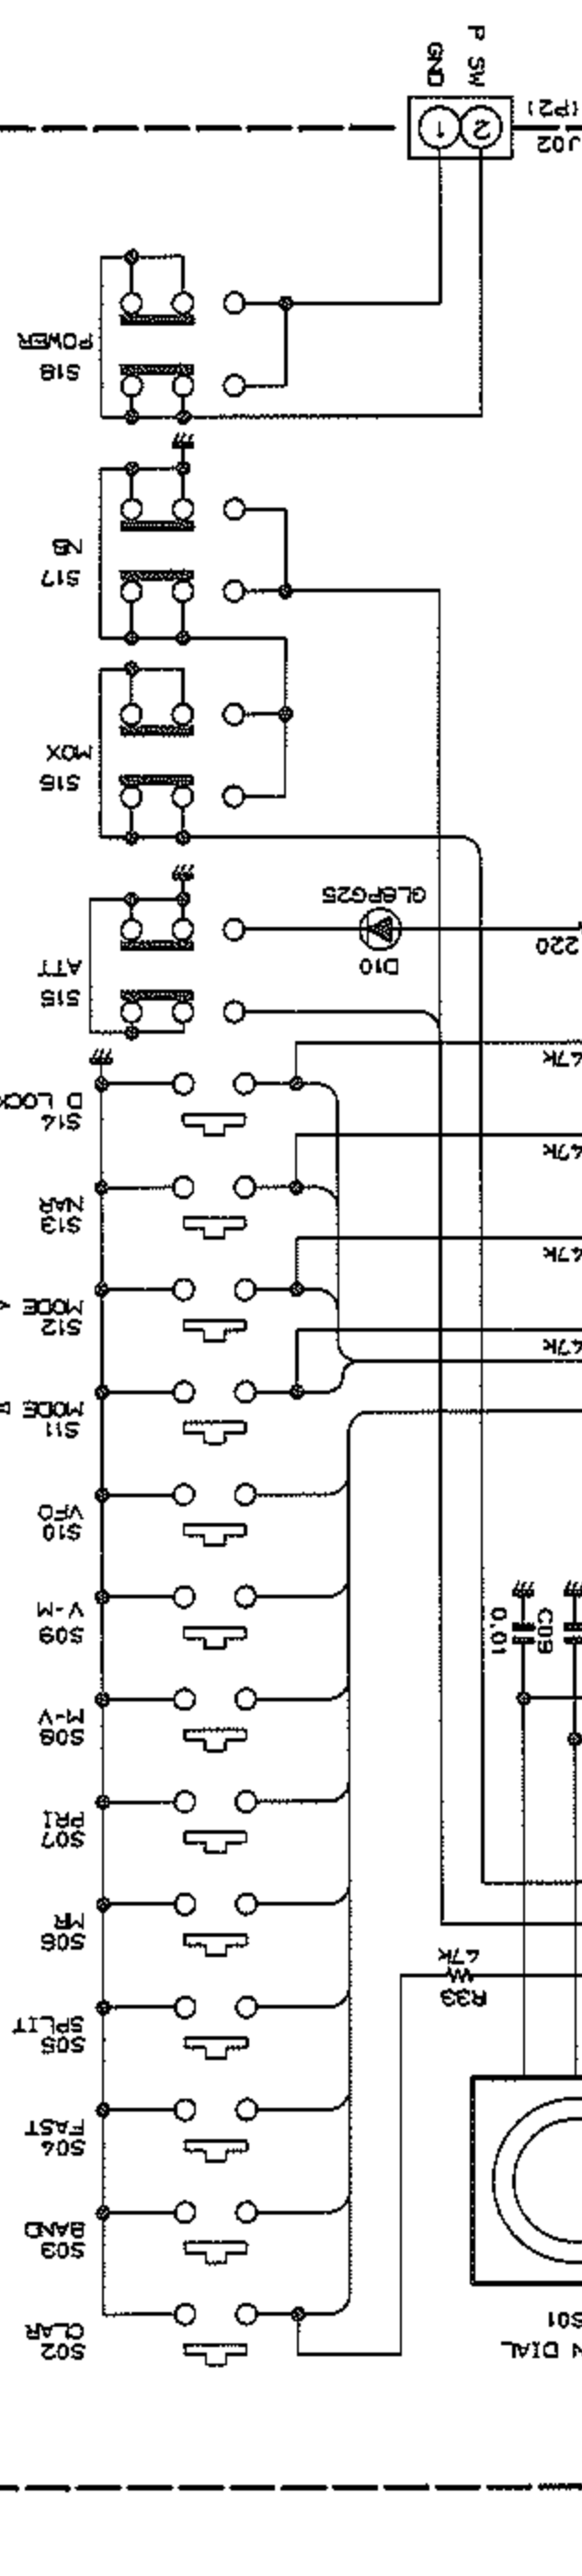 GND
P SW
1
2
(P2)
J02
POWER
S18
NB
S17
MOX
S16
GL8PG25
D10
220
ATT
S15
47k
D LOCK
S14
47k
NAR
S13
47k
MODE
S12
47k
MODE
S11
VFO
S10
V-M
S09
0.01
C09
M-V
S08
PRI
S07
MR
S06
47k
R33
SPLIT
S05
FAST
S04
BAND
S03
CLAR
S02
S01
N DIAL